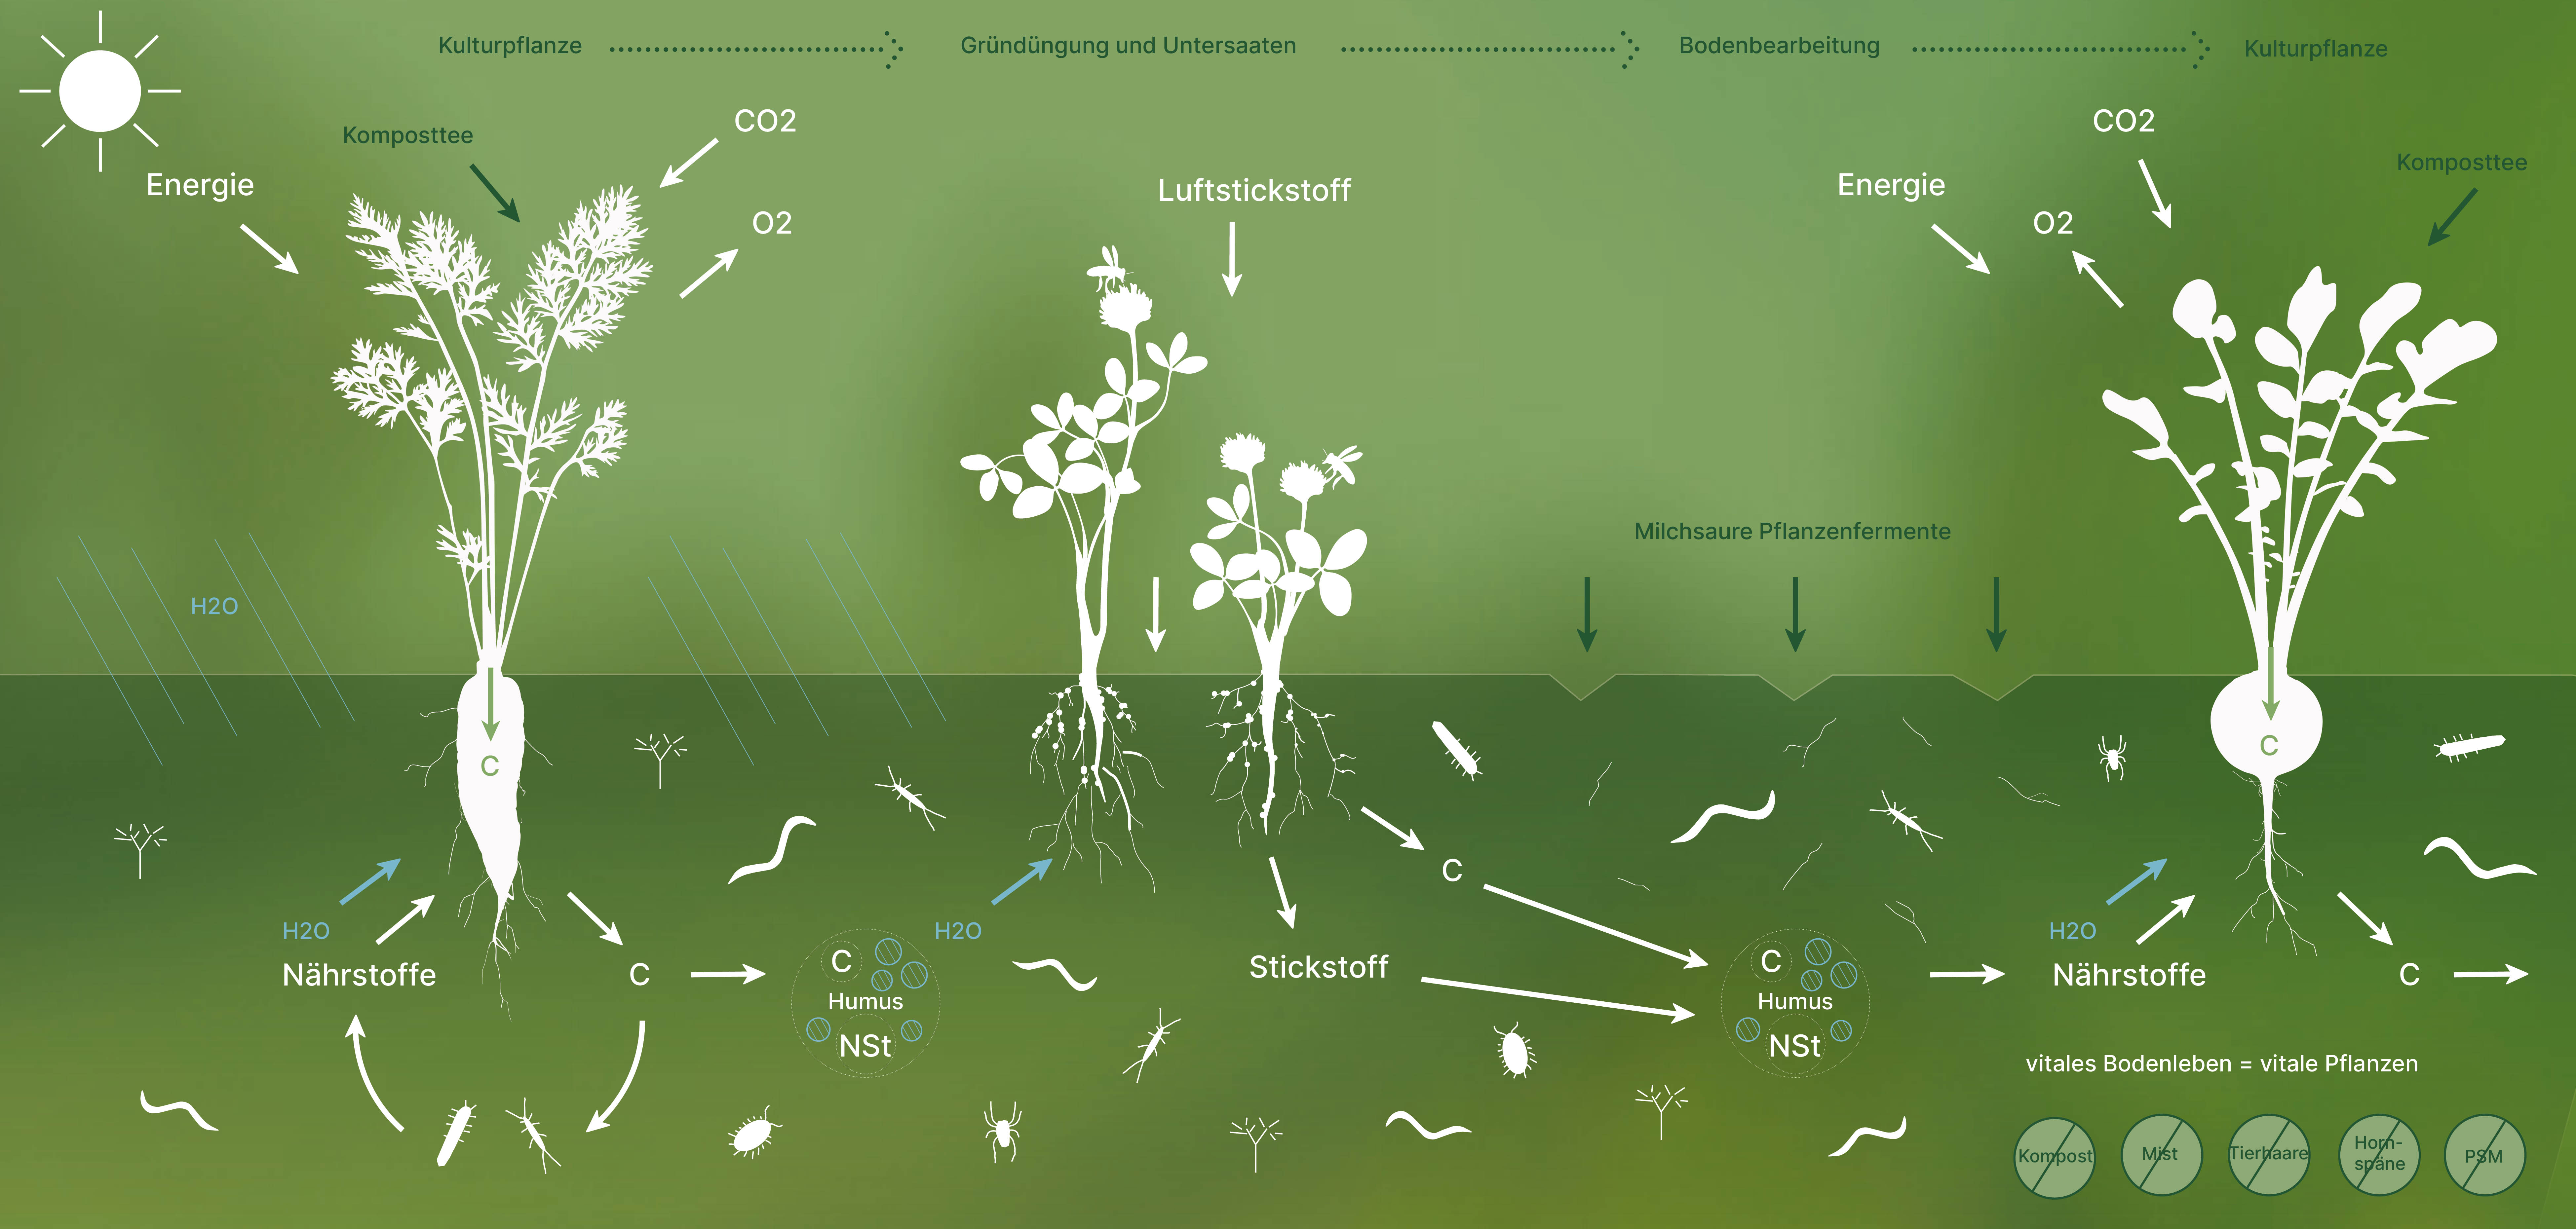 Kulturpflanze
Gründüngung und Untersaaten
Bodenbearbeitung
Kulturpflanze
Komposttee
CO2
Energie
O2
Luftstickstoff
CO2
Energie
O2
Komposttee
H2O
Milchsaure Pflanzenfermente
C
C
H2O
Nährstoffe
C
C
Humus
NSt
H2O
C
Stickstoff
C
Humus
NSt
H2O
Nährstoffe
C
vitales Bodenleben = vitale Pflanzen
Kompost
Mist
Tierhaare
Horn-
späne
PSM